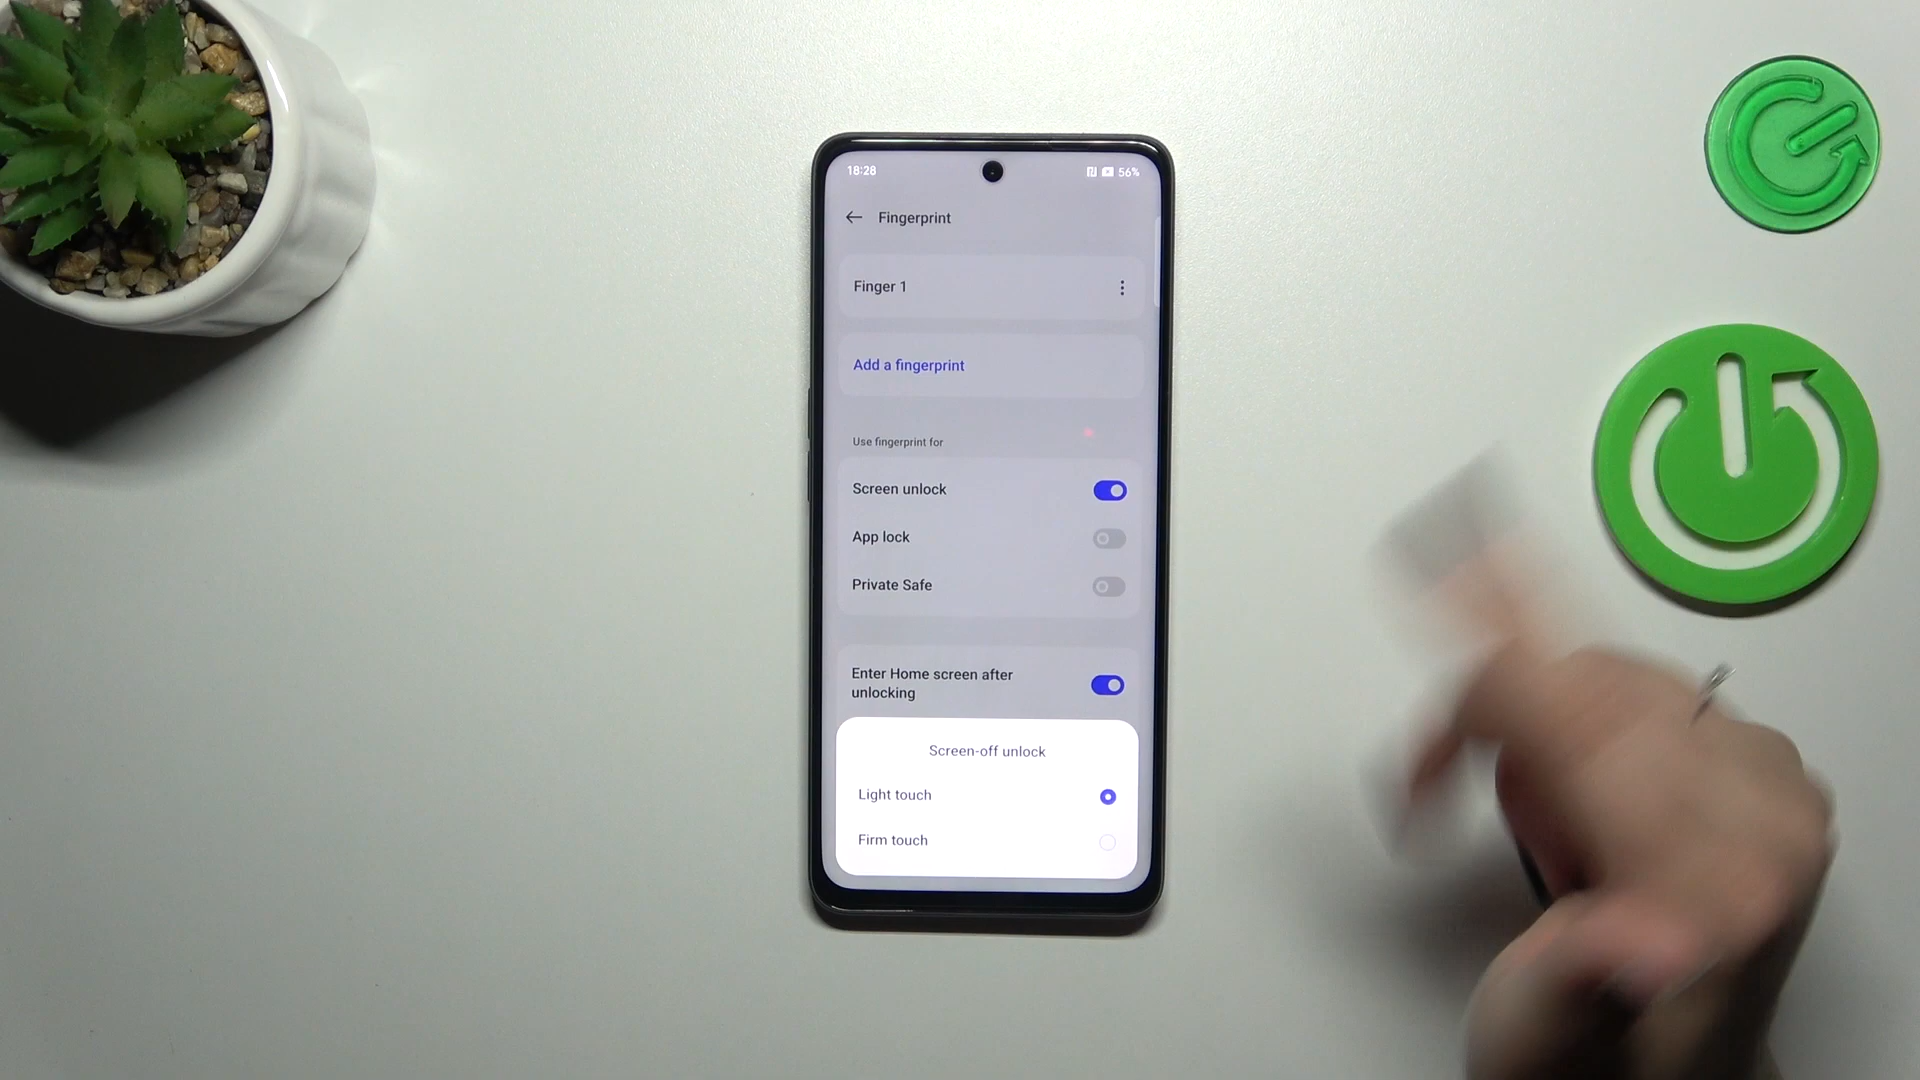 18:28
56%
Fingerprint
Finger 1
Add a fingerprint
Use fingerprint for
Screen unlock
App lock
Private Safe
Enter Home screen after
unlocking
Screen-off unlock
Light touch
Firm touch